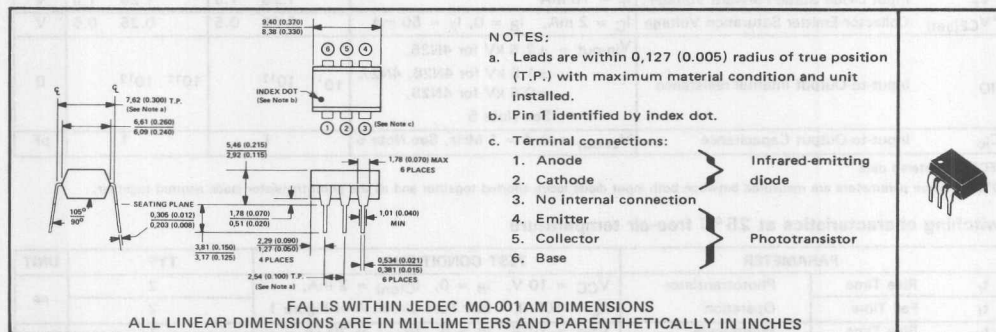 9,40 (0.370)
8,38 (0.330)
⑥ ⑤ ④
INDEX DOT
(See Note b)
① ② ③ (See Note c)
℄ ℄
7,62 (0.300) T.P.
(See Note a)
6,61 (0.260)
6,09 (0.240)
5,46 (0.215)
2,92 (0.115)
1,78 (0.070) MAX
6 PLACES
SEATING PLANE
105°
90°
0,305 (0.012)
0,203 (0.008)
1,78 (0.070)
0,51 (0.020)
1,01 (0.040)
MIN
3,81 (0.150)
3,17 (0.125)
2,29 (0.090)
1,27 (0.050)
4 PLACES
0,534 (0.021)
0,381 (0.015)
6 PLACES
2,54 (0.100) T.P.
(See Note a)
NOTES:
a. Leads are within 0,127 (0.005) radius of true position
(T.P.) with maximum material condition and unit
installed.
b. Pin 1 identified by index dot.
c. Terminal connections:
1. Anode
2. Cathode
Infrared-emitting
diode
3. No internal connection
4. Emitter
5. Collector
6. Base
Phototransistor
FALLS WITHIN JEDEC MO-001AM DIMENSIONS
ALL LINEAR DIMENSIONS ARE IN MILLIMETERS AND PARENTHETICALLY IN INCHES